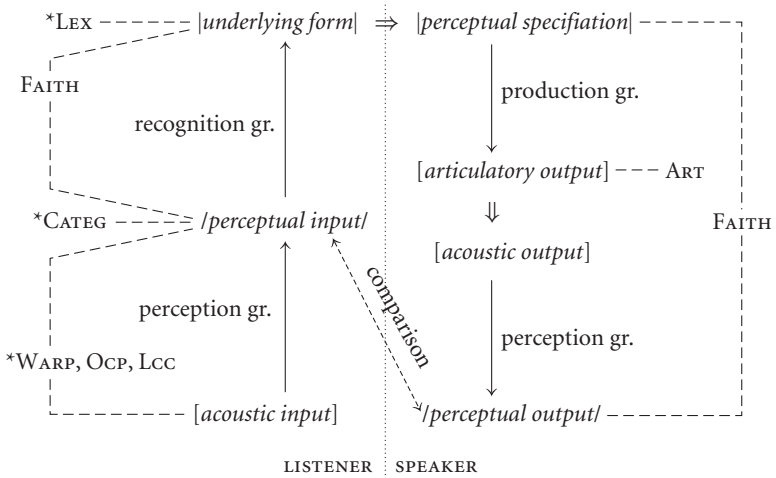 *LEX |underlying form| ⇒ |perceptual specifiation|
FAITH
production gr.
recognition gr.
[articulatory output] ART
⇓
*CATEG /perceptual input/ FAITH
[acoustic output]
comparison
perception gr.
perception gr.
*WARP, OCP, LCC
[acoustic input] /perceptual output/
LISTENER SPEAKER